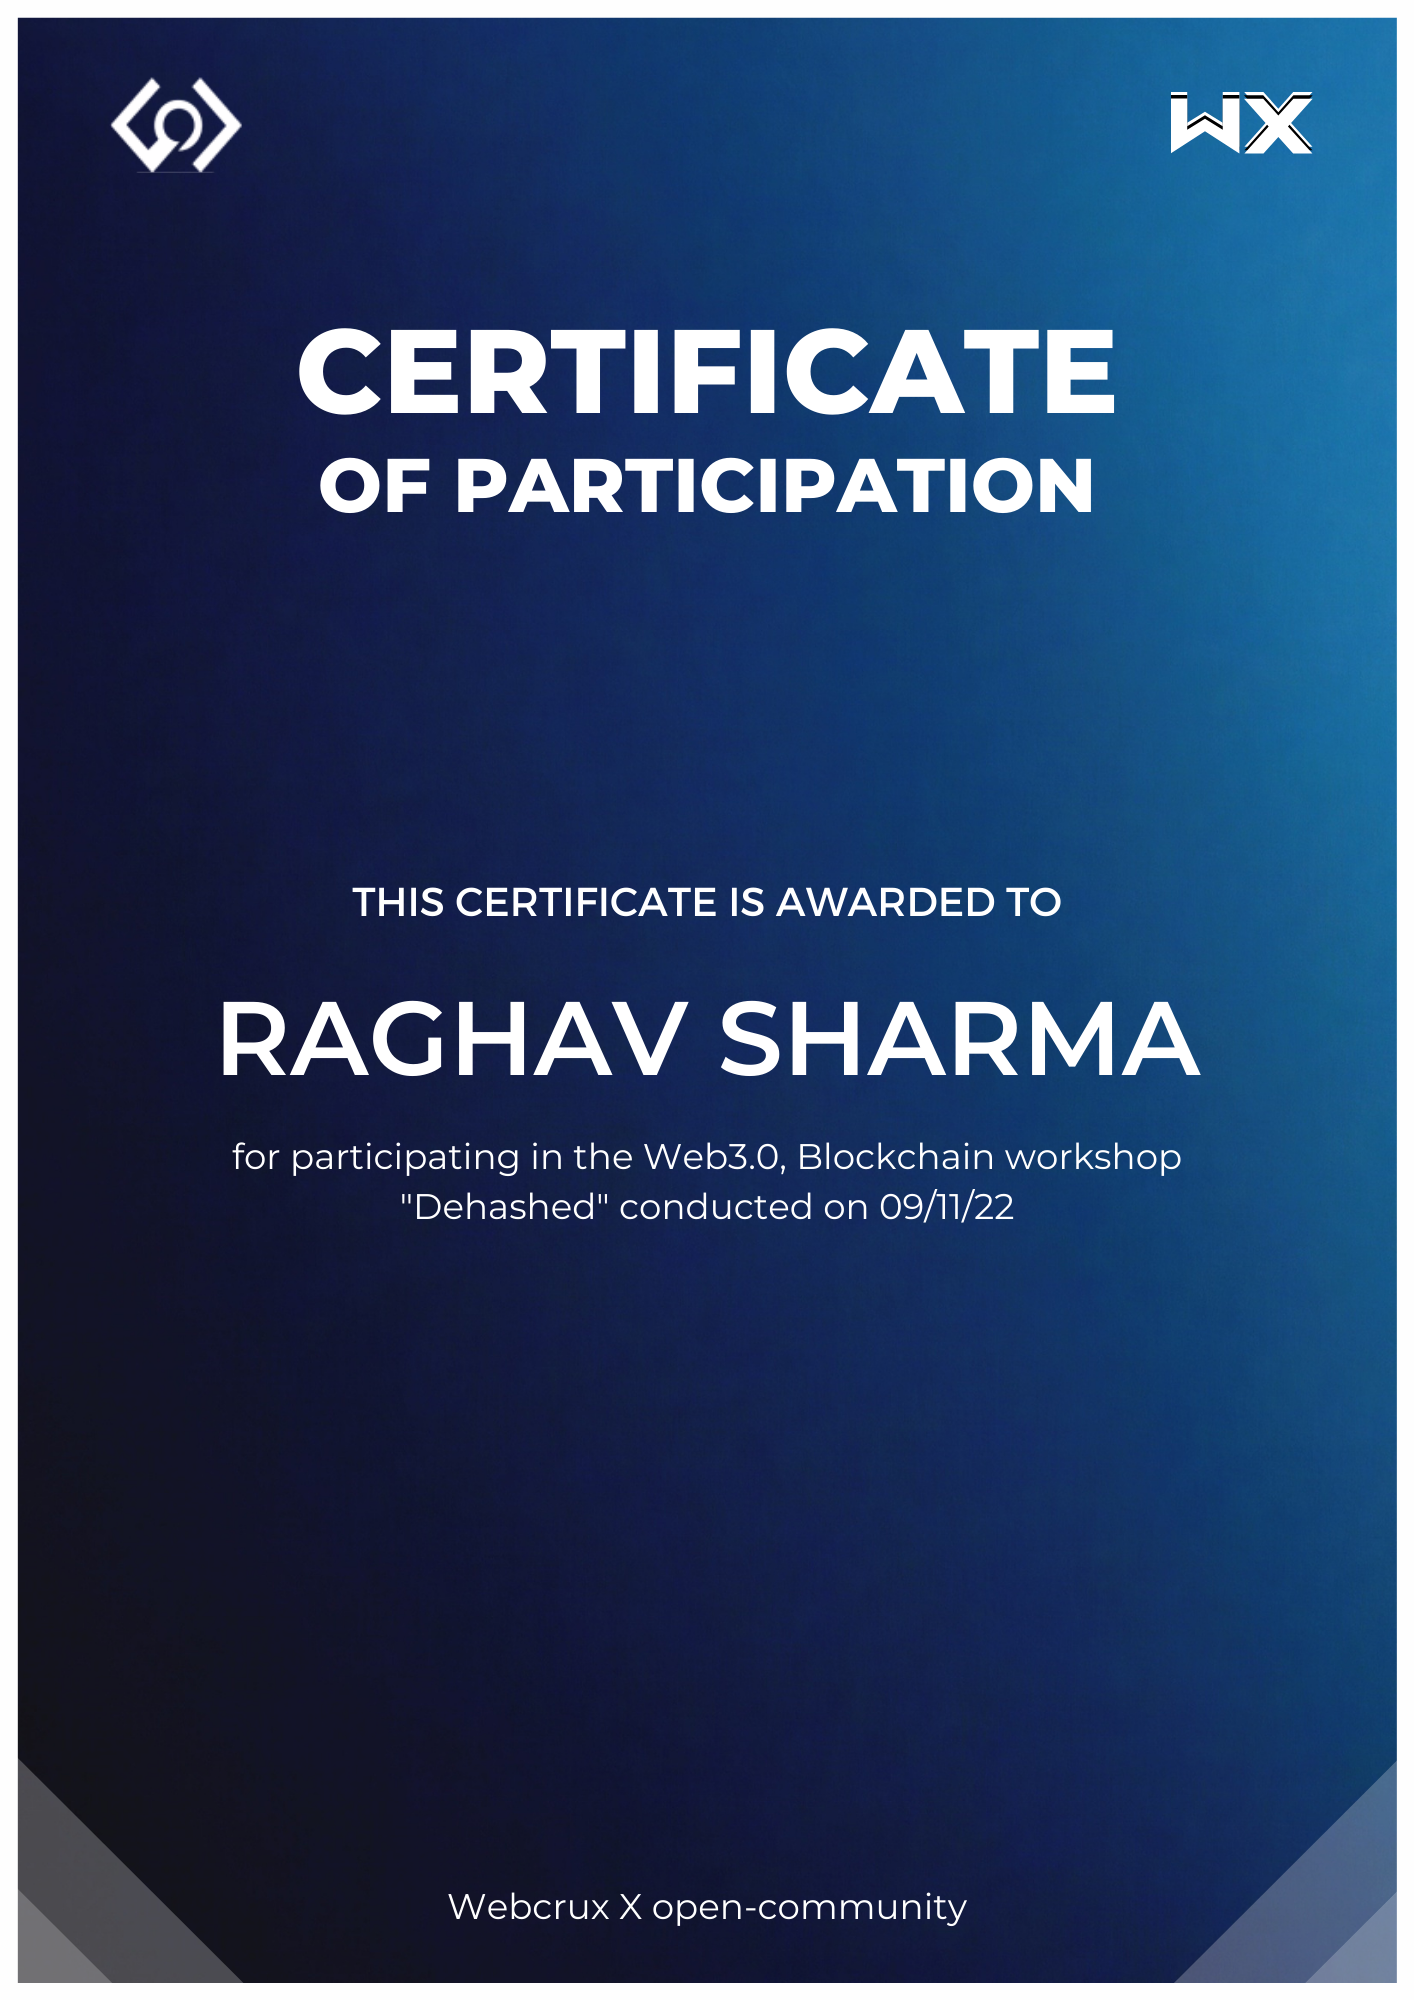 WX
CERTIFICATE
OF PARTICIPATION
THIS CERTIFICATE IS AWARDED TO
RAGHAV SHARMA
for participating in the Web3.0, Blockchain workshop
"Dehashed" conducted on 09/11/22
Webcrux X open-community